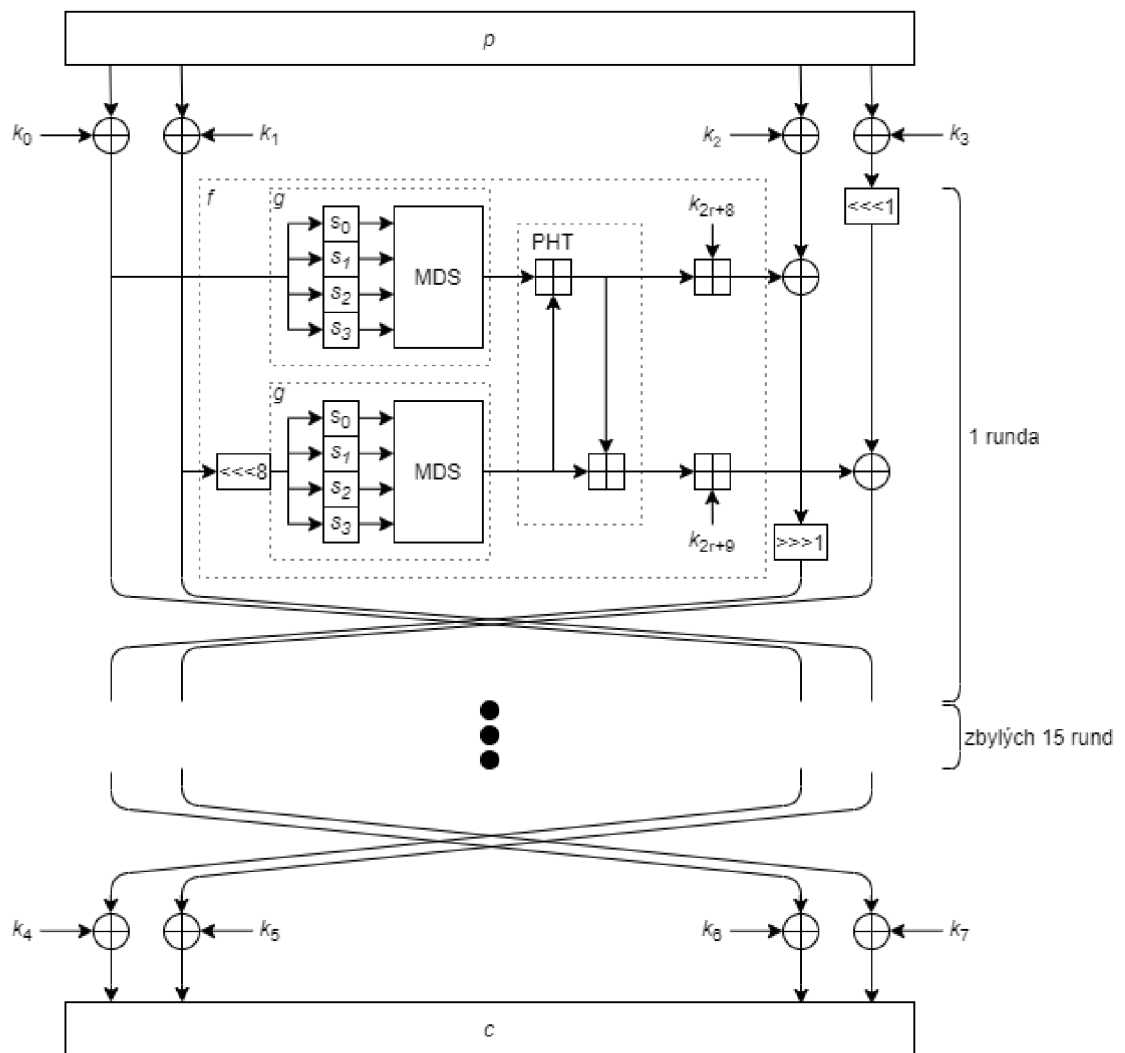 p
k0 k1 k2 k3
f g k2r+8 <<<1
s0
PHT
s1 MDS
s2
s3
g
s0
1 runda
s1 MDS
<<<8
s2
s3
k2r+9 >>>1
zbylých 15 rund
k4 k5 k6 k7
c